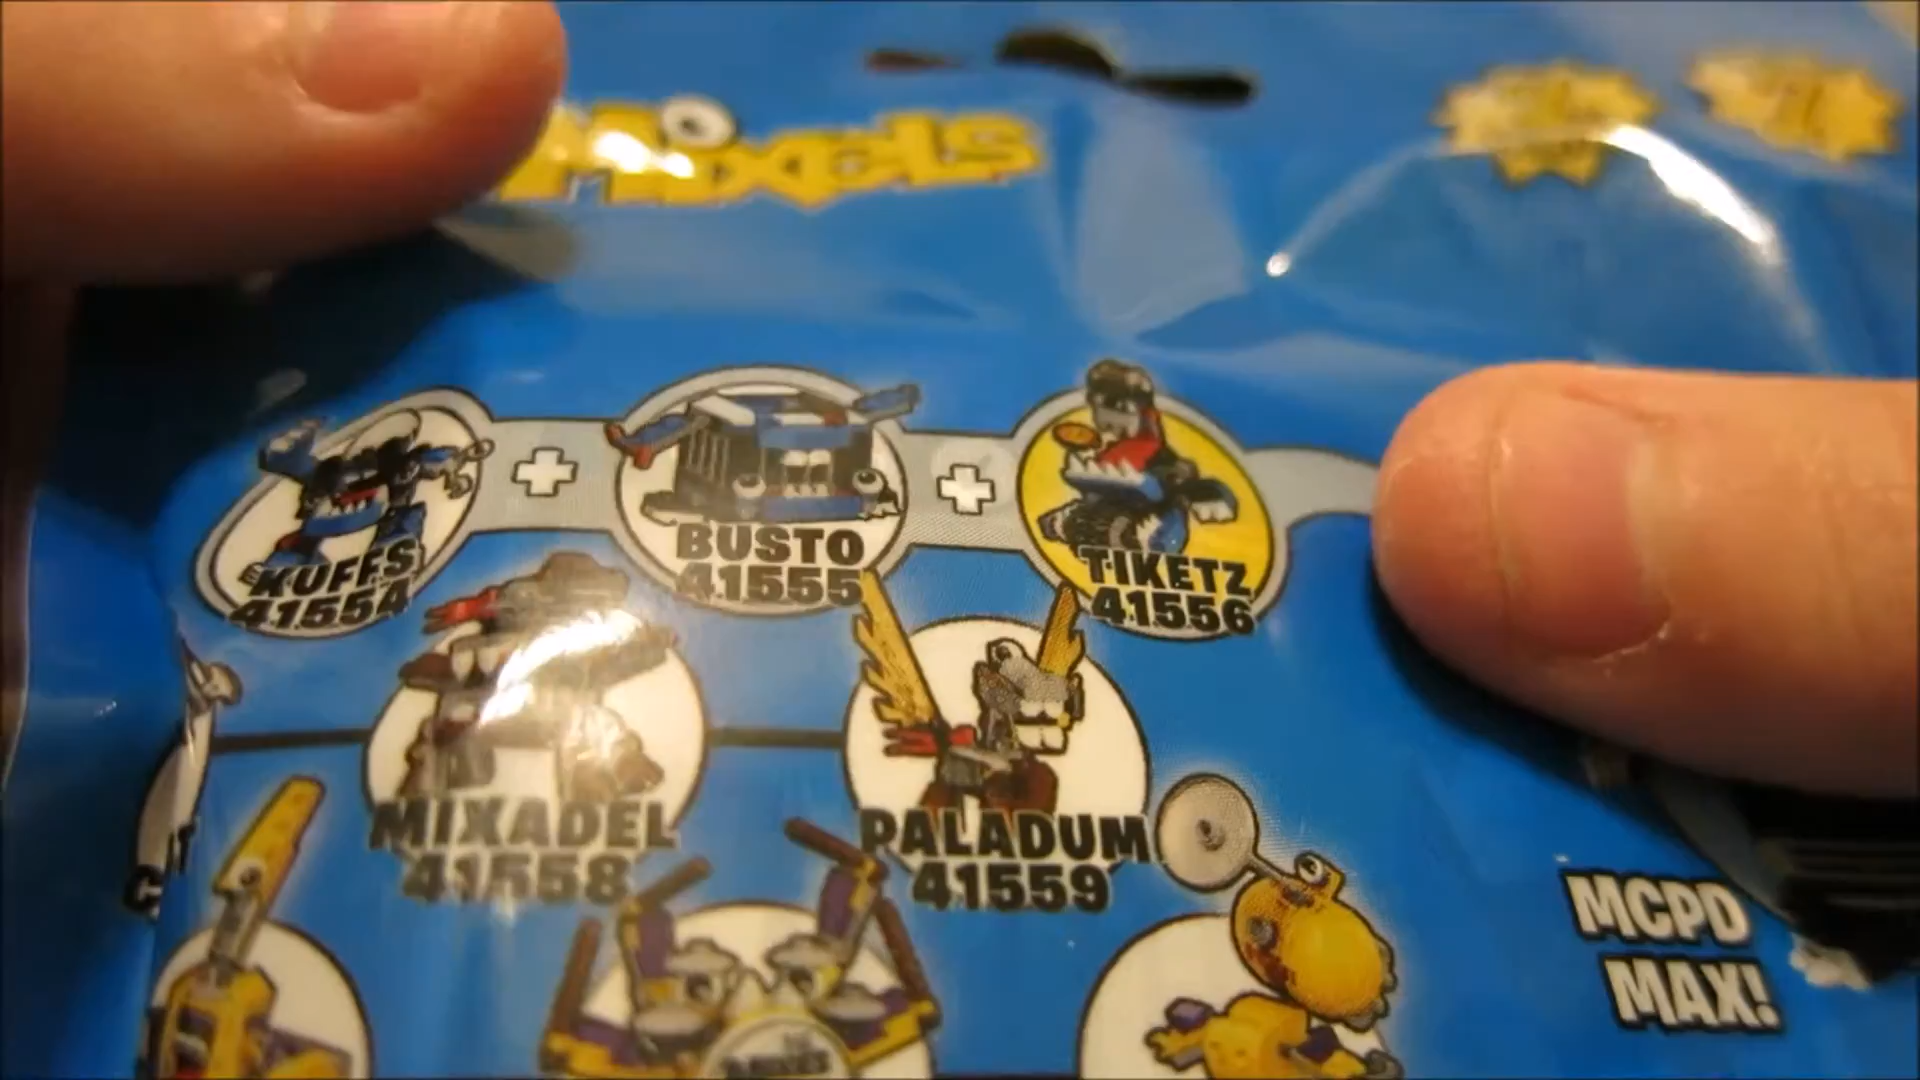 Mixels
KUFFS
41554
BUSTO
41555
TIKETZ
41556
MIXADEL
41558
PALADUM
41559
MCPD
MAX!